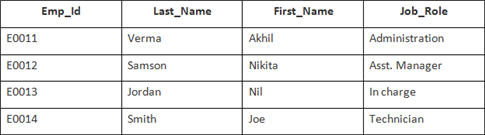 Emp_Id Last_Name First_Name Job_Role
E0011 Verma Akhil Administration
E0012 Samson Nikita Asst. Manager
E0013 Jordan Nil In charge
E0014 Smith Joe Technician